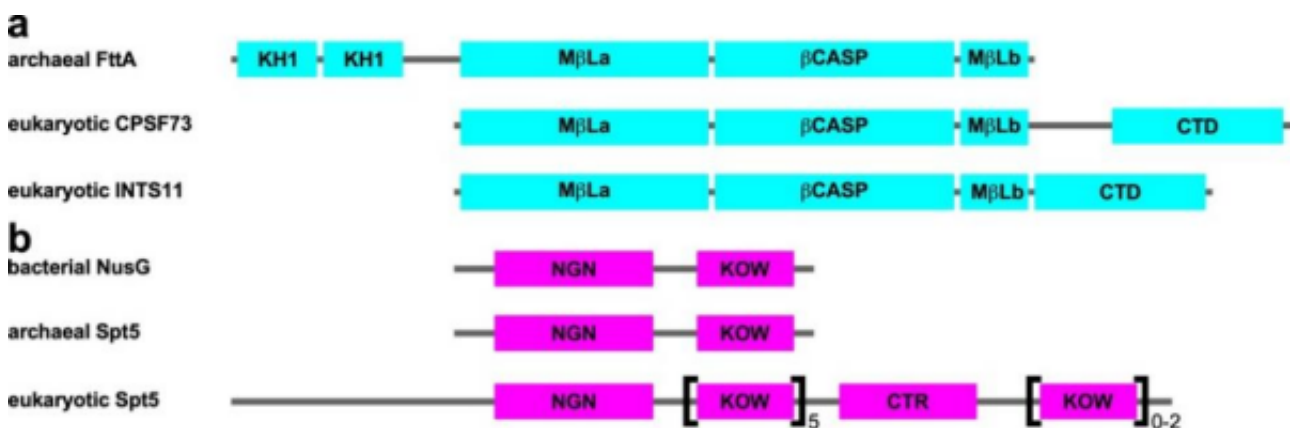 a
archaeal FttA KH1 KH1 MβLa βCASP MβLb
eukaryotic CPSF73 MβLa βCASP MβLb CTD
eukaryotic INTS11 MβLa βCASP MβLb CTD
b
bacterial NusG NGN KOW
archaeal Spt5 NGN KOW
eukaryotic Spt5 NGN [KOW]5 CTR [KOW]0-2